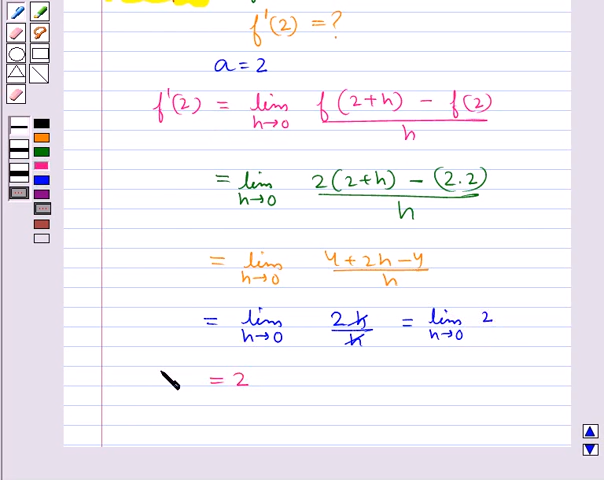 f'(2) = ?
a = 2
f'(2) = lim h→0 f(2+h) - f(2) / h
= lim h→0 2(2+h) - (2.2) / h
= lim h→0 4 + 2h - 4 / h
= lim h→0 2h / h = lim h→0 2
= 2